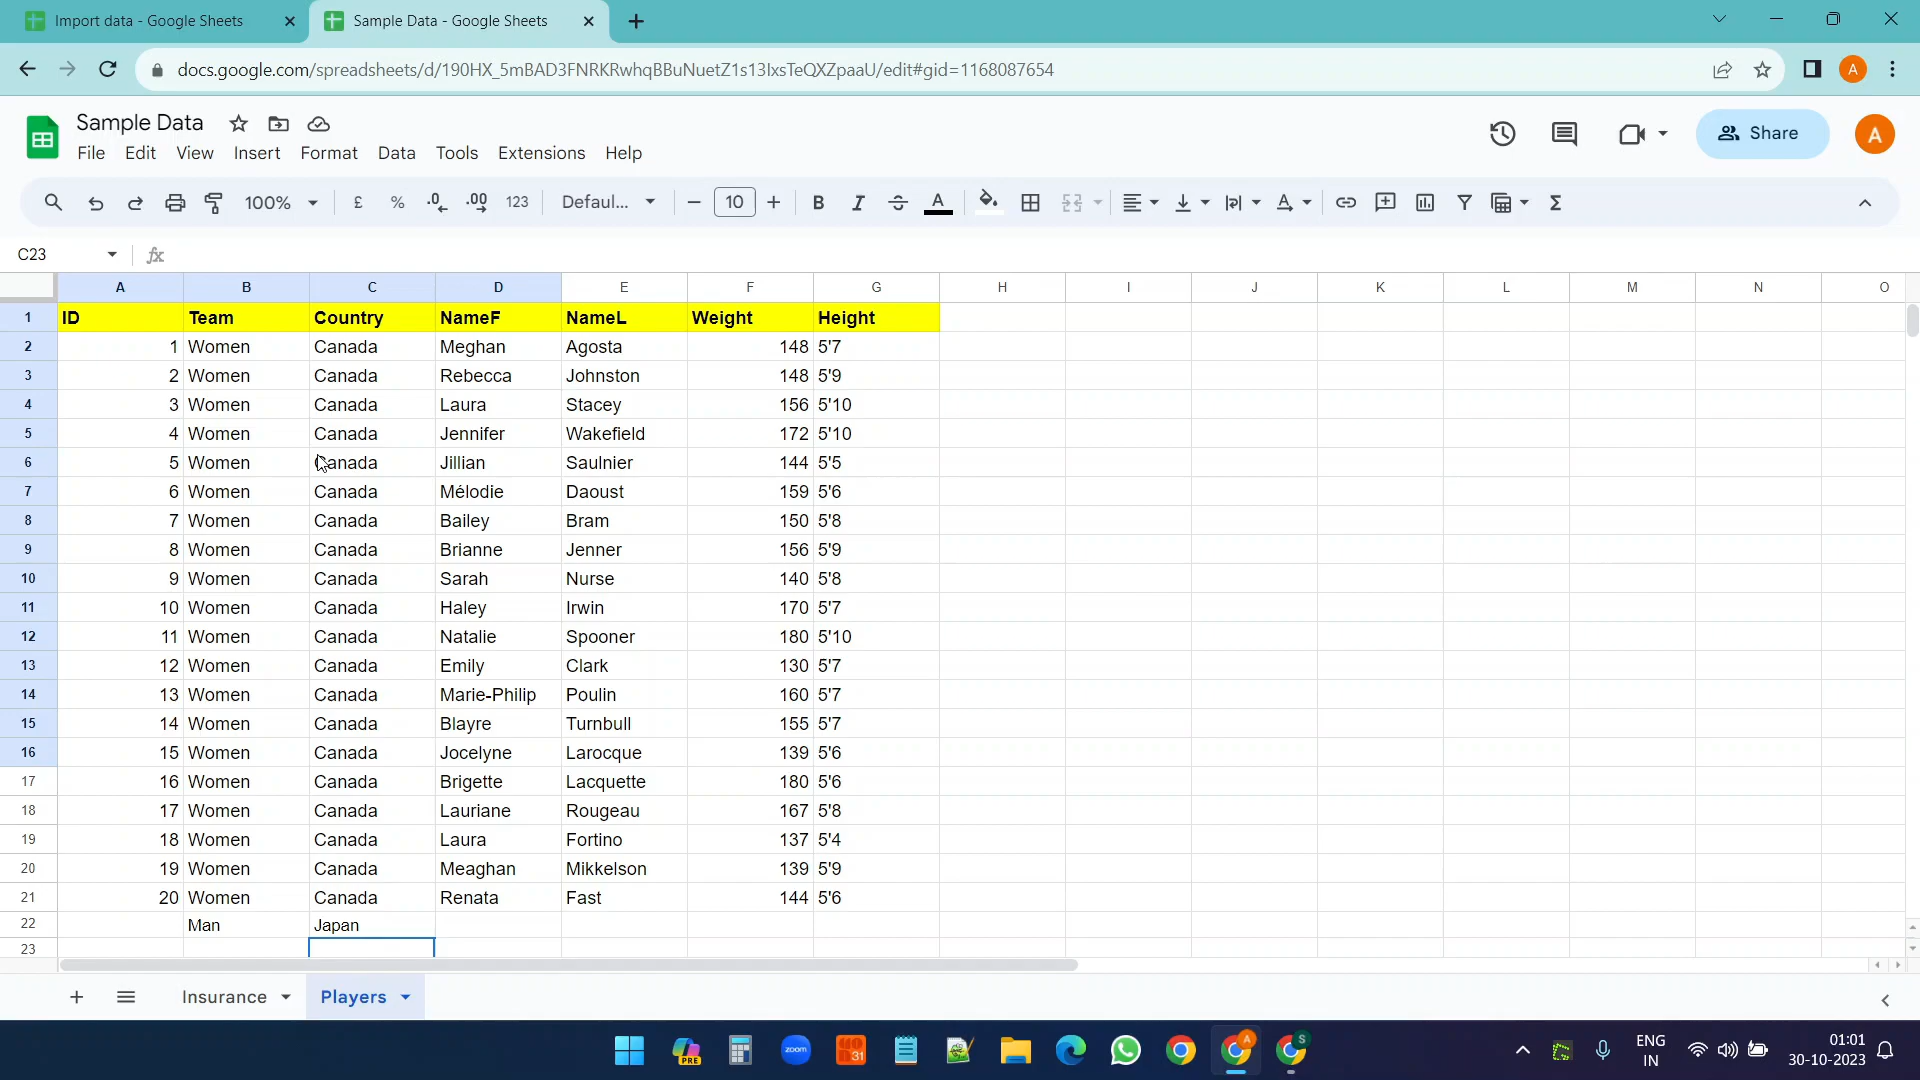 Import data - Google Sheets
Sample Data - Google Sheets
docs.google.com/spreadsheets/d/190HX_5mBAD3FNRKRwhqBBuNuetZ1s13lxsTeQXZpaaU/edit#gid=1168087654
A
Sample Data
File Edit View Insert Format Data Tools Extensions Help
Share
A
100% £ % .0 .00 123 Defaul... 10 B I S A
C23 fx
A B C D E F G H I J K L M N O
1 ID Team Country NameF NameL Weight Height
2 1 Women Canada Meghan Agosta 148 5'7
3 2 Women Canada Rebecca Johnston 148 5'9
4 3 Women Canada Laura Stacey 156 5'10
5 4 Women Canada Jennifer Wakefield 172 5'10
6 5 Women Canada Jillian Saulnier 144 5'5
7 6 Women Canada Mélodie Daoust 159 5'6
8 7 Women Canada Bailey Bram 150 5'8
9 8 Women Canada Brianne Jenner 156 5'9
10 9 Women Canada Sarah Nurse 140 5'8
11 10 Women Canada Haley Irwin 170 5'7
12 11 Women Canada Natalie Spooner 180 5'10
13 12 Women Canada Emily Clark 130 5'7
14 13 Women Canada Marie-Philip Poulin 160 5'7
15 14 Women Canada Blayre Turnbull 155 5'7
16 15 Women Canada Jocelyne Larocque 139 5'6
17 16 Women Canada Brigette Lacquette 180 5'6
18 17 Women Canada Lauriane Rougeau 167 5'8
19 18 Women Canada Laura Fortino 137 5'4
20 19 Women Canada Meaghan Mikkelson 139 5'9
21 20 Women Canada Renata Fast 144 5'6
22 Man Japan
23
Insurance Players
PRE zoom 31 A S
ENG 01:01
IN 30-10-2023